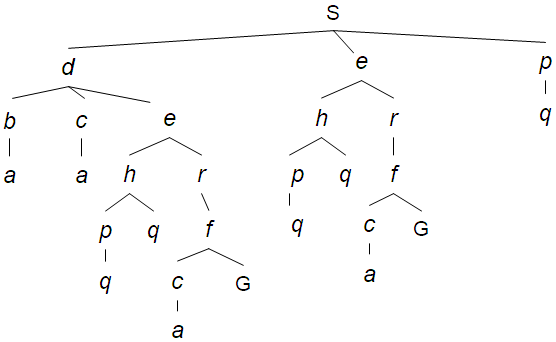 S
d e p
b c e h r q
a a h r p q f
p q f q c G
q c G a
a